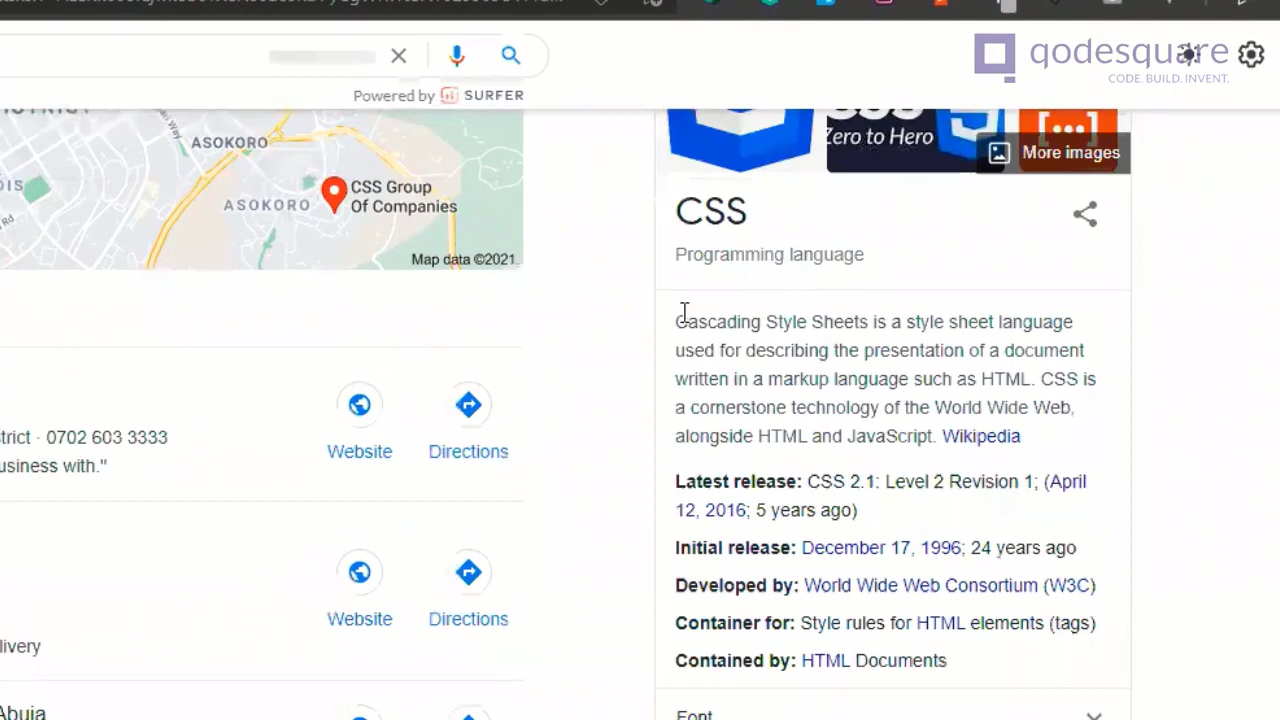 qodesquare
CODE. BUILD. INVENT.
Powered by SURFER
ASOKORO
ASOKORO
CSS Group
Of Companies
Map data ©2021
Zero to Hero
[...]
More images
CSS
Programming language
Cascading Style Sheets is a style sheet language
used for describing the presentation of a document
written in a markup language such as HTML. CSS is
a cornerstone technology of the World Wide Web,
alongside HTML and JavaScript. Wikipedia
Latest release: CSS 2.1: Level 2 Revision 1; (April
12, 2016; 5 years ago)
Initial release: December 17, 1996; 24 years ago
Developed by: World Wide Web Consortium (W3C)
Container for: Style rules for HTML elements (tags)
Contained by: HTML Documents
Font
Website
Directions
trict · 0702 603 3333
usiness with."
Website
Directions
livery
Abuja